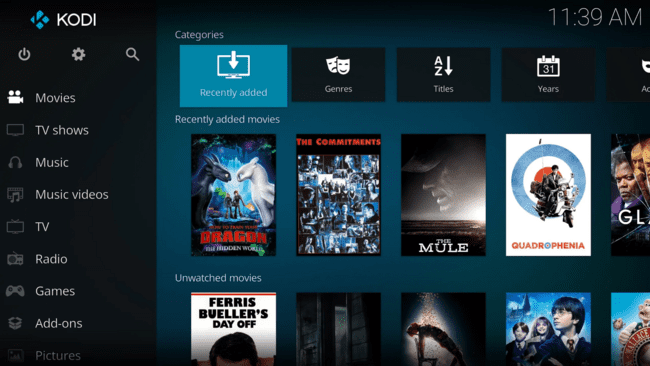 KODI
11:39 AM
Movies
TV shows
Music
Music videos
TV
Radio
Games
Add-ons
Pictures
Categories
Recently added
Genres
A
Z
Titles
31
Years
Recently added movies
HOW TO TRAIN YOUR
DRAGON
THE HIDDEN WORLD
THE COMMITMENTS
THE
MULE
QUADROPHENIA
GLA
Unwatched movies
FERRIS
BUELLER'S
DAY OFF